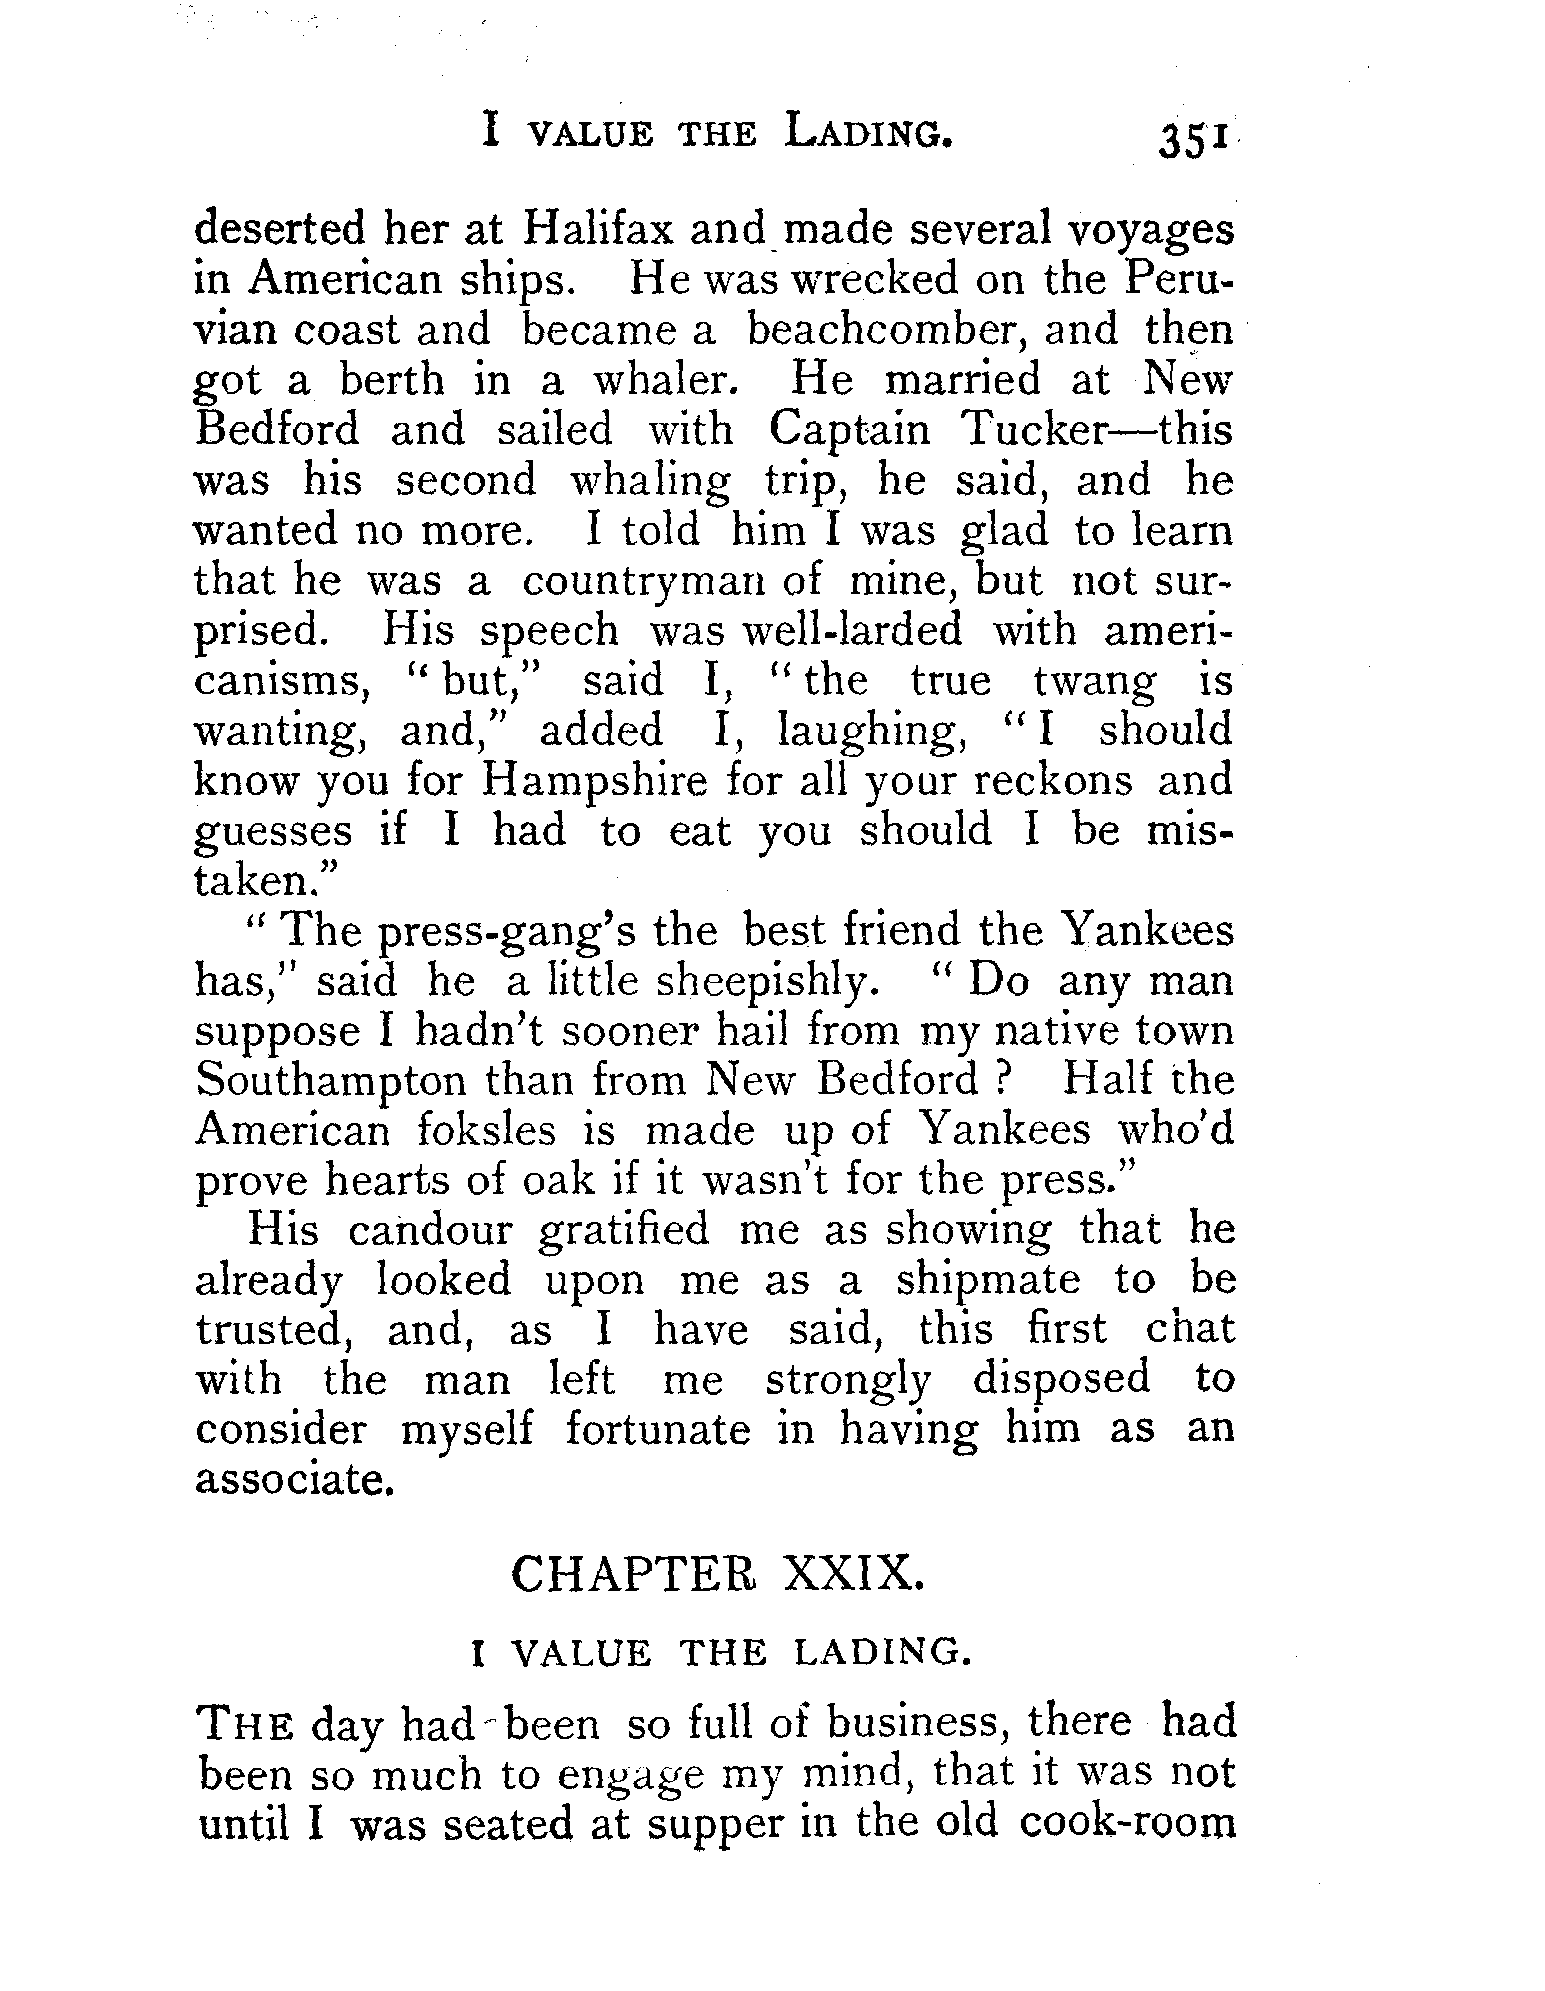 I VALUE THE LADING. 351
deserted her at Halifax and made several voyages
in American ships. He was wrecked on the Peru-
vian coast and became a beachcomber, and then
got a berth in a whaler. He married at New
Bedford and sailed with Captain Tucker—this
was his second whaling trip, he said, and he
wanted no more. I told him I was glad to learn
that he was a countryman of mine, but not sur-
prised. His speech was well-larded with ameri-
canisms, “but,” said I, “the true twang is
wanting, and,” added I, laughing, “I should
know you for Hampshire for all your reckons and
guesses if I had to eat you should I be mis-
taken.”
“The press-gang’s the best friend the Yankees
has,” said he a little sheepishly. “Do any man
suppose I hadn’t sooner hail from my native town
Southampton than from New Bedford? Half the
American foksles is made up of Yankees who’d
prove hearts of oak if it wasn’t for the press.”
His candour gratified me as showing that he
already looked upon me as a shipmate to be
trusted, and, as I have said, this first chat
with the man left me strongly disposed to
consider myself fortunate in having him as an
associate.
CHAPTER XXIX.
I VALUE THE LADING.
THE day had been so full of business, there had
been so much to engage my mind, that it was not
until I was seated at supper in the old cook-room